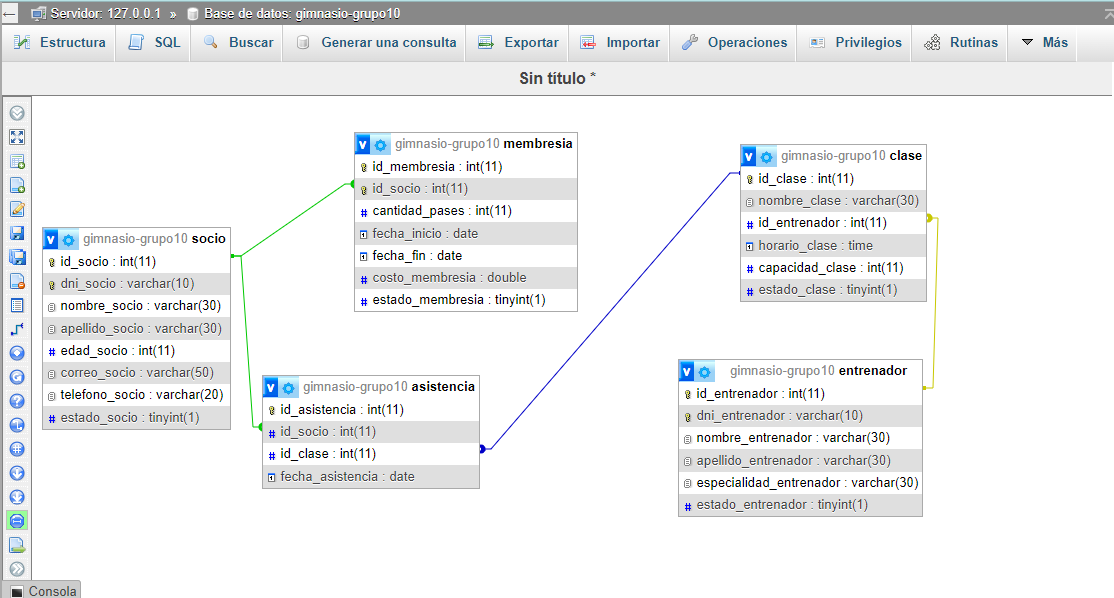 Servidor: 127.0.0.1 » Base de datos: gimnasio-grupo10
Estructura SQL Buscar Generar una consulta Exportar Importar Operaciones Privilegios Rutinas Más
Sin título *
gimnasio-grupo10 membresia
id_membresia : int(11)
id_socio : int(11)
cantidad_pases : int(11)
fecha_inicio : date
fecha_fin : date
costo_membresia : double
estado_membresia : tinyint(1)
gimnasio-grupo10 clase
id_clase : int(11)
nombre_clase : varchar(30)
id_entrenador : int(11)
horario_clase : time
capacidad_clase : int(11)
estado_clase : tinyint(1)
gimnasio-grupo10 socio
id_socio : int(11)
dni_socio : varchar(10)
nombre_socio : varchar(30)
apellido_socio : varchar(30)
edad_socio : int(11)
correo_socio : varchar(50)
telefono_socio : varchar(20)
estado_socio : tinyint(1)
gimnasio-grupo10 asistencia
id_asistencia : int(11)
id_socio : int(11)
id_clase : int(11)
fecha_asistencia : date
gimnasio-grupo10 entrenador
id_entrenador : int(11)
dni_entrenador : varchar(10)
nombre_entrenador : varchar(30)
apellido_entrenador : varchar(30)
especialidad_entrenador : varchar(30)
estado_entrenador : tinyint(1)
Consola